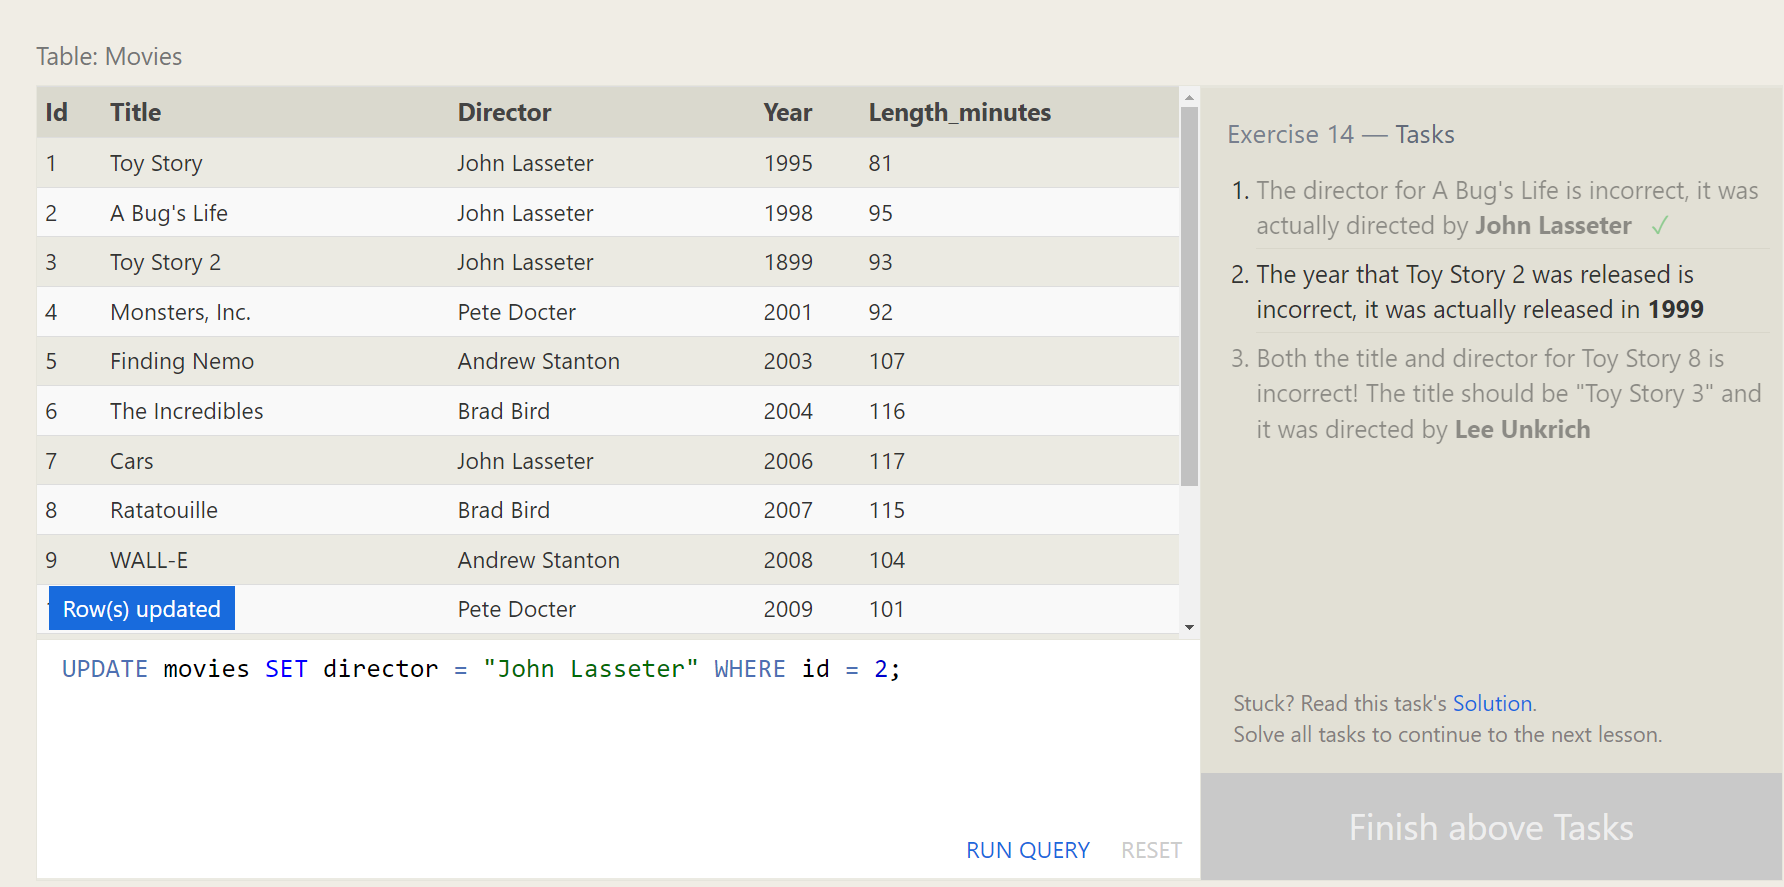 Table: Movies
Id Title Director Year Length_minutes
1 Toy Story John Lasseter 1995 81
2 A Bug's Life John Lasseter 1998 95
3 Toy Story 2 John Lasseter 1899 93
4 Monsters, Inc. Pete Docter 2001 92
5 Finding Nemo Andrew Stanton 2003 107
6 The Incredibles Brad Bird 2004 116
7 Cars John Lasseter 2006 117
8 Ratatouille Brad Bird 2007 115
9 WALL-E Andrew Stanton 2008 104
Row(s) updated Pete Docter 2009 101
UPDATE movies SET director = "John Lasseter" WHERE id = 2;
RUN QUERY RESET
Exercise 14 — Tasks
1. The director for A Bug's Life is incorrect, it was
actually directed by John Lasseter ✓
2. The year that Toy Story 2 was released is
incorrect, it was actually released in 1999
3. Both the title and director for Toy Story 8 is
incorrect! The title should be "Toy Story 3" and
it was directed by Lee Unkrich
Stuck? Read this task's Solution.
Solve all tasks to continue to the next lesson.
Finish above Tasks